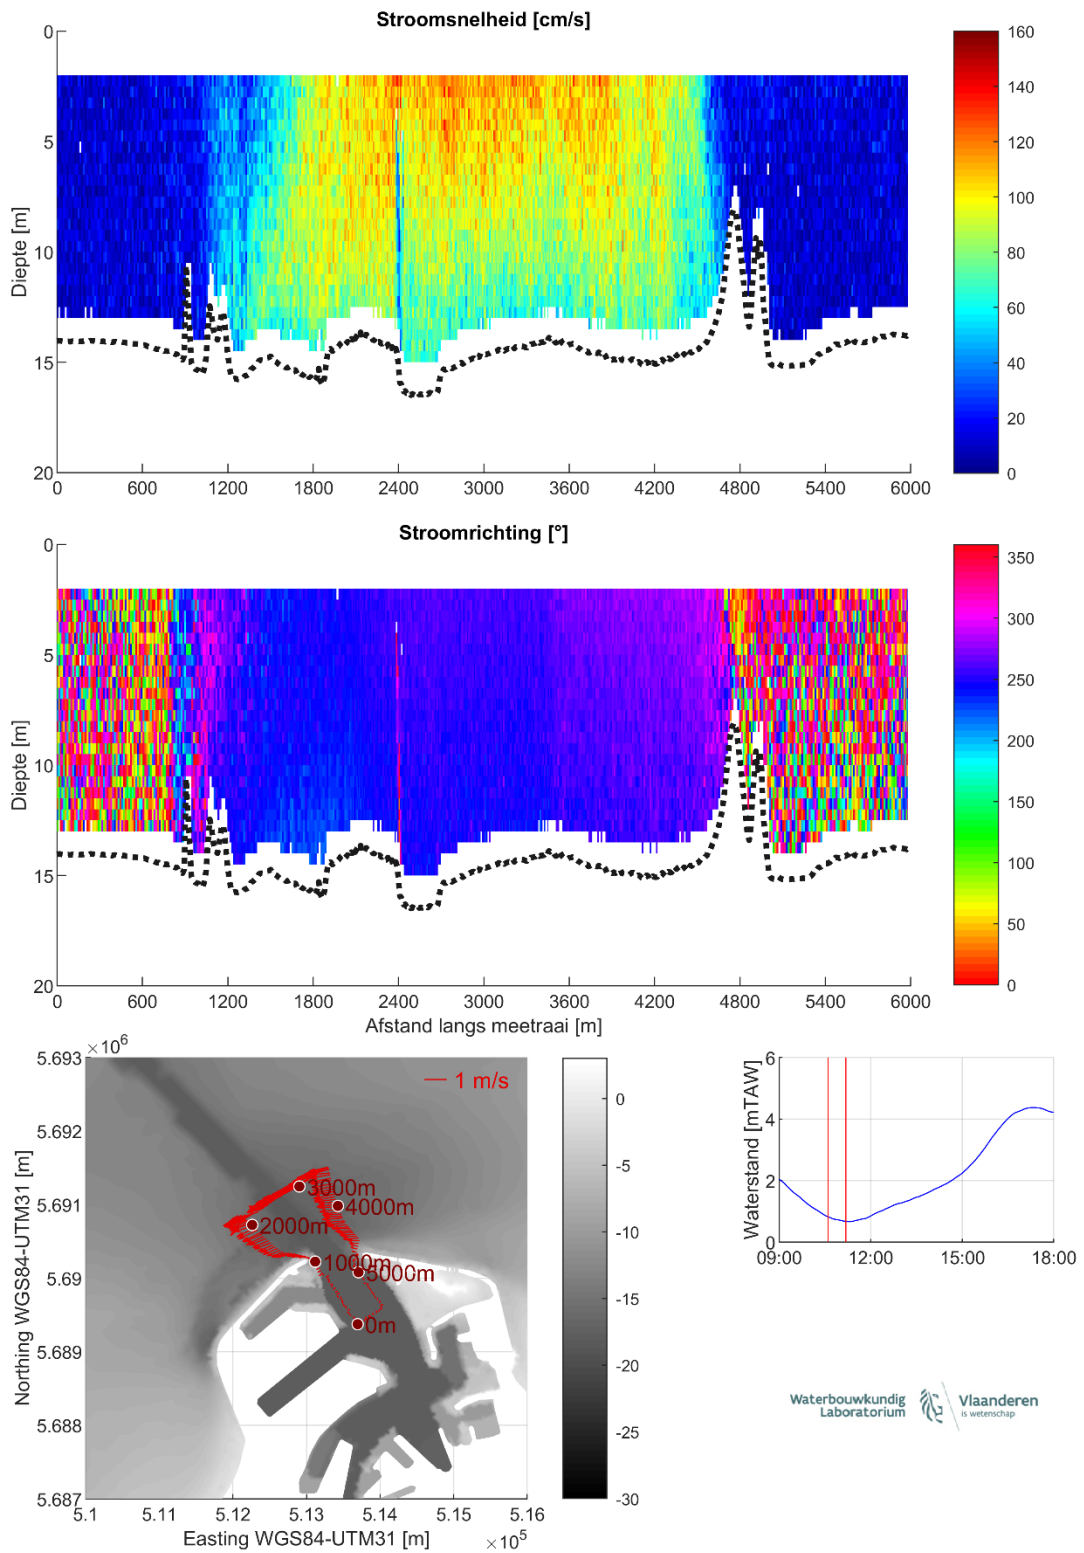 Stroomsnelheid [cm/s]
0
5
10
15
20
Diepte [m]
0 600 1200 1800 2400 3000 3600 4200 4800 5400 6000
160
140
120
100
80
60
40
20
0
Stroomrichting [°]
0
5
10
15
20
Diepte [m]
0 600 1200 1800 2400 3000 3600 4200 4800 5400 6000
Afstand langs meetraai [m]
350
300
250
200
150
100
50
0
×10⁶
5.693
5.692
5.691
5.69
5.689
5.688
5.687
Northing WGS84-UTM31 [m]
1 m/s
3000m
4000m
2000m
1000m
5000m
0m
5.1 5.11 5.12 5.13 5.14 5.15 5.16
Easting WGS84-UTM31 [m]
×10⁵
0
-5
-10
-15
-20
-25
-30
Waterstand [mTAW]
6
4
2
0
09:00 12:00 15:00 18:00
Waterbouwkundig
Laboratorium
Vlaanderen
is wetenschap